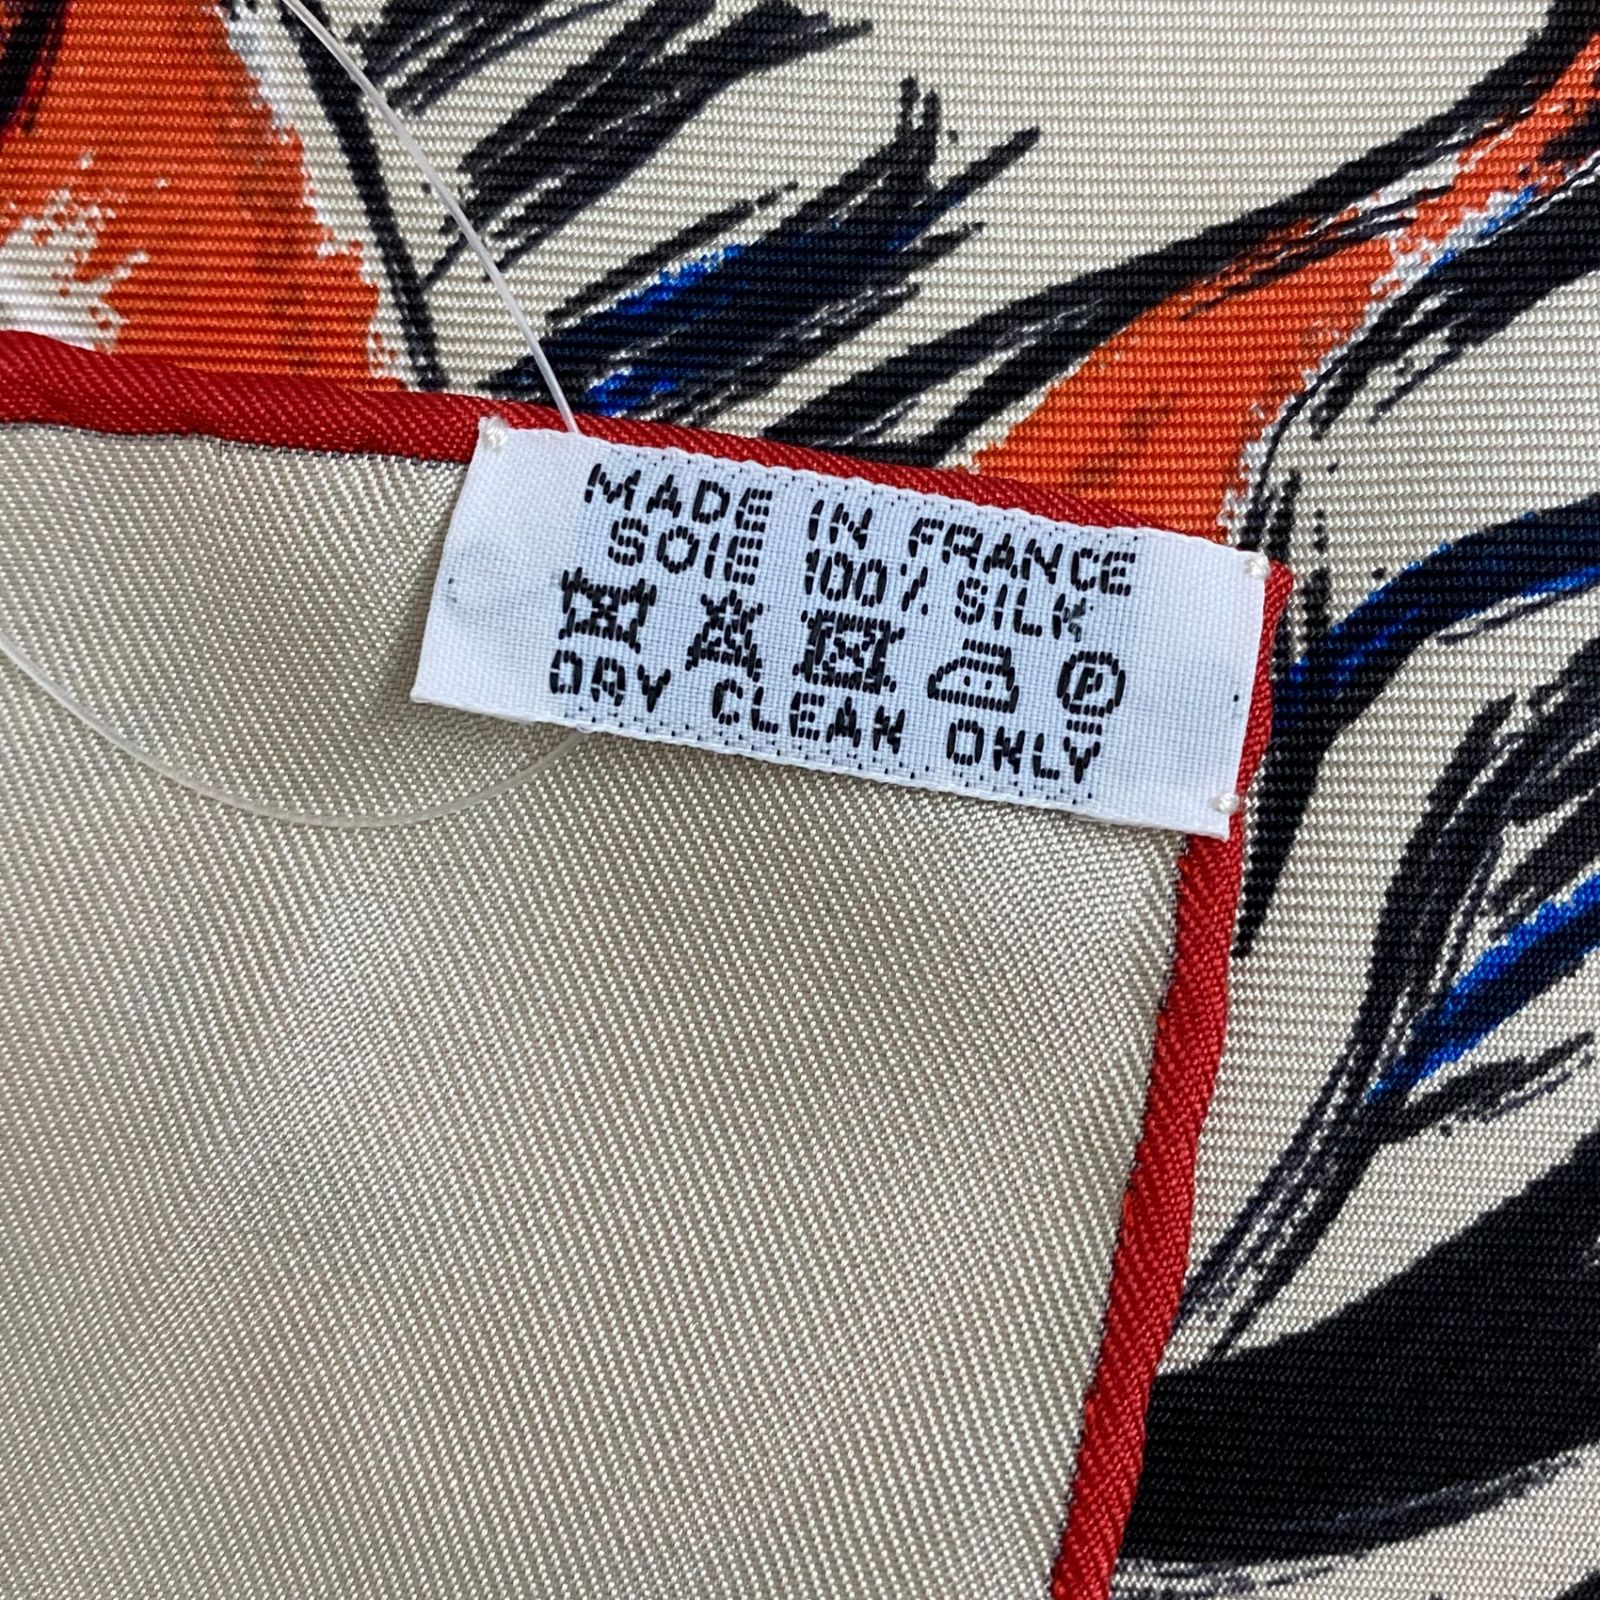 MADE IN FRANCE
SOIE 100% SILK
P
DRY CLEAN ONLY